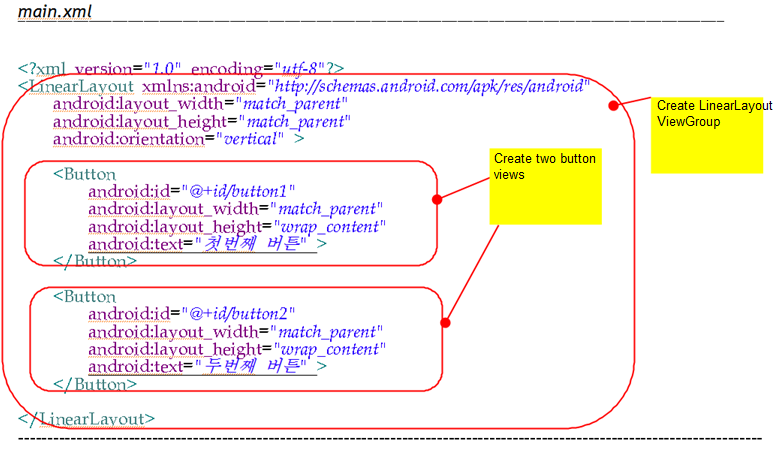 main.xml
<?xml version="1.0" encoding="utf-8"?>
<LinearLayout xmlns:android="http://schemas.android.com/apk/res/android"
android:layout_width="match_parent"
android:layout_height="match_parent"
android:orientation="vertical" >
Create LinearLayout
ViewGroup
<Button
android:id="@+id/button1"
android:layout_width="match_parent"
android:layout_height="wrap_content"
android:text="첫번째 버튼" >
</Button>
Create two button
views
<Button
android:id="@+id/button2"
android:layout_width="match_parent"
android:layout_height="wrap_content"
android:text="두번째 버튼" >
</Button>
</LinearLayout>